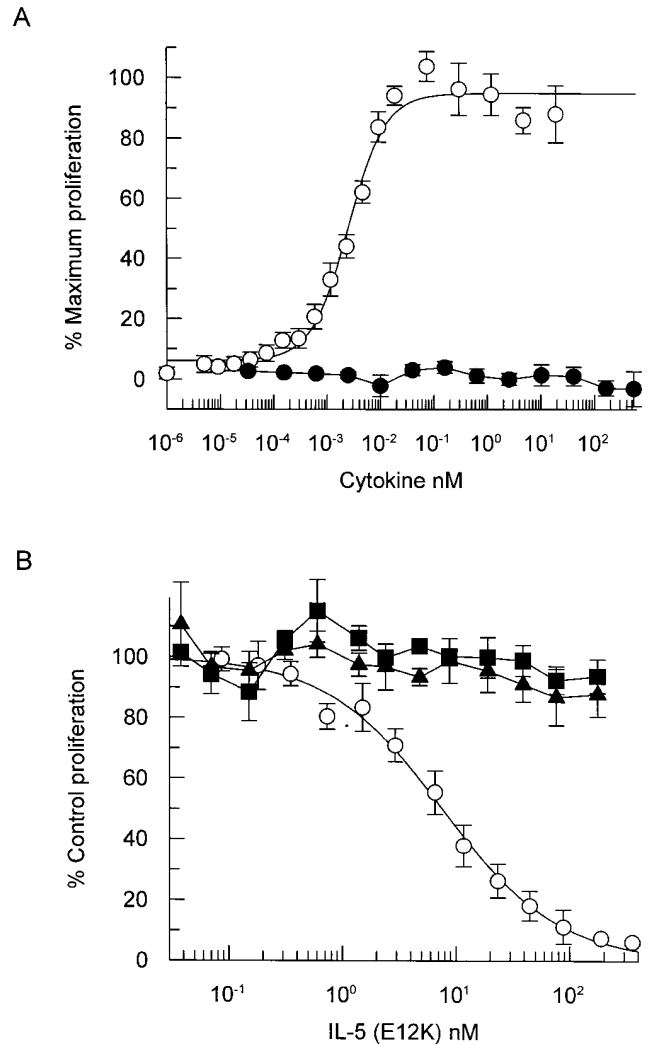 A
% Maximum proliferation
100
80
60
40
20
0
10⁻⁶ 10⁻⁵ 10⁻⁴ 10⁻³ 10⁻² 10⁻¹ 10⁰ 10¹ 10²
Cytokine nM
B
% Control proliferation
100
80
60
40
20
0
10⁻¹ 10⁰ 10¹ 10²
IL-5 (E12K) nM